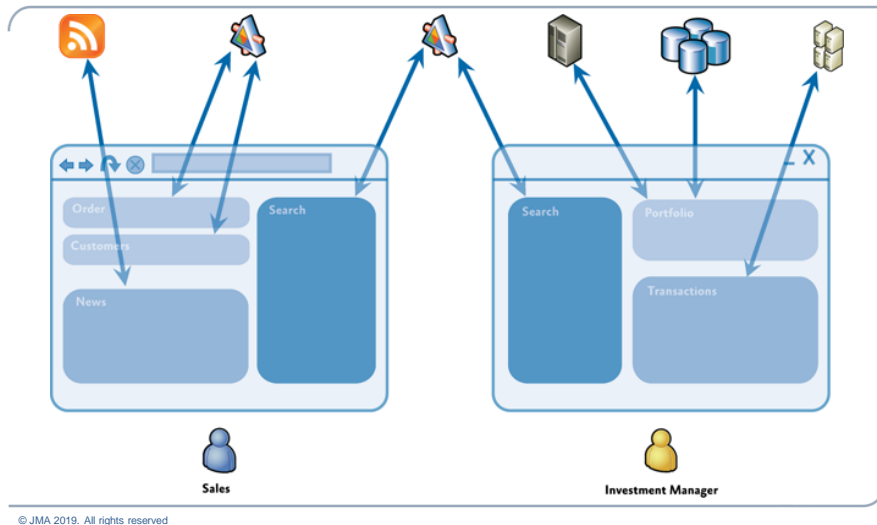 Order
Customers
News
Search
Search
Portfolio
Transactions
Sales
Investment Manager
© JMA 2019. All rights reserved